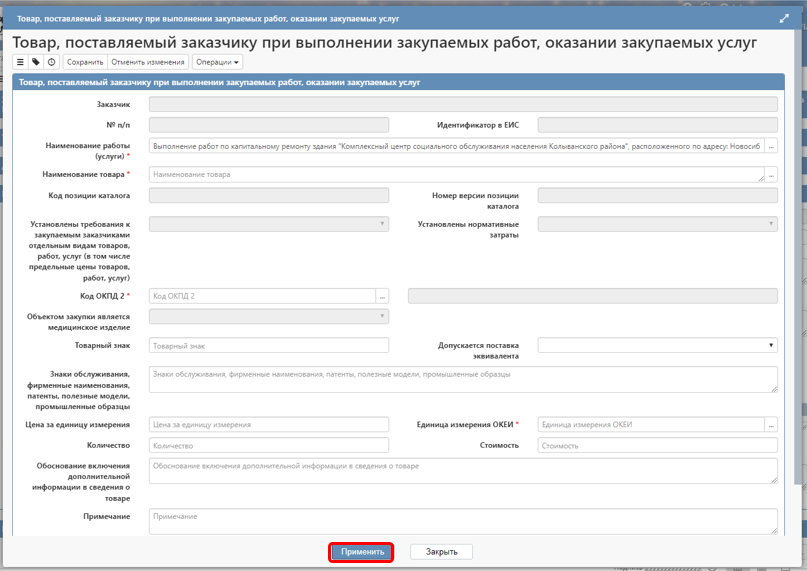 Товар, поставляемый заказчику при выполнении закупаемых работ, оказании закупаемых услуг
Товар, поставляемый заказчику при выполнении закупаемых работ, оказании закупаемых услуг
Сохранить Отменить изменения Операции
Товар, поставляемый заказчику при выполнении закупаемых работ, оказании закупаемых услуг
Заказчик
№ п/п Идентификатор в ЕИС
Наименование работы (услуги) * Выполнение работ по капитальному ремонту здания "Комплексный центр социального обслуживания населения Колыванского района", расположенного по адресу: Новосиб ...
Наименование товара * Наименование товара ...
Код позиции каталога Номер версии позиции каталога
Установлены требования к закупаемым заказчиками отдельным видам товаров, работ, услуг (в том числе предельные цены товаров, работ, услуг) Установлены нормативные затраты
Код ОКПД 2 * Код ОКПД 2 ...
Объектом закупки является медицинское изделие
Товарный знак Товарный знак Допускается поставка эквивалента
Знаки обслуживания, фирменные наименования, патенты, полезные модели, промышленные образцы Знаки обслуживания, фирменные наименования, патенты, полезные модели, промышленные образцы
Цена за единицу измерения Цена за единицу измерения Единица измерения ОКЕИ * Единица измерения ОКЕИ ...
Количество Количество Стоимость Стоимость
Обоснование включения дополнительной информации в сведения о товаре Обоснование включения дополнительной информации в сведения о товаре
Примечание Примечание
Применить Закрыть